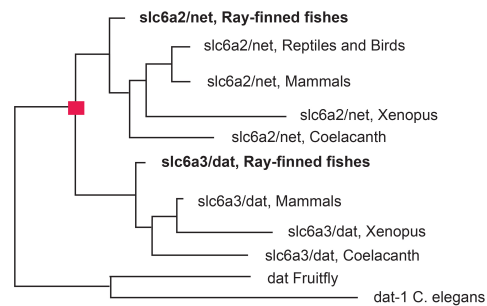 slc6a2/net, Ray-finned fishes
slc6a2/net, Reptiles and Birds
slc6a2/net, Mammals
slc6a2/net, Xenopus
slc6a2/net, Coelacanth
slc6a3/dat, Ray-finned fishes
slc6a3/dat, Mammals
slc6a3/dat, Xenopus
slc6a3/dat, Coelacanth
dat Fruitfly
dat-1 C. elegans